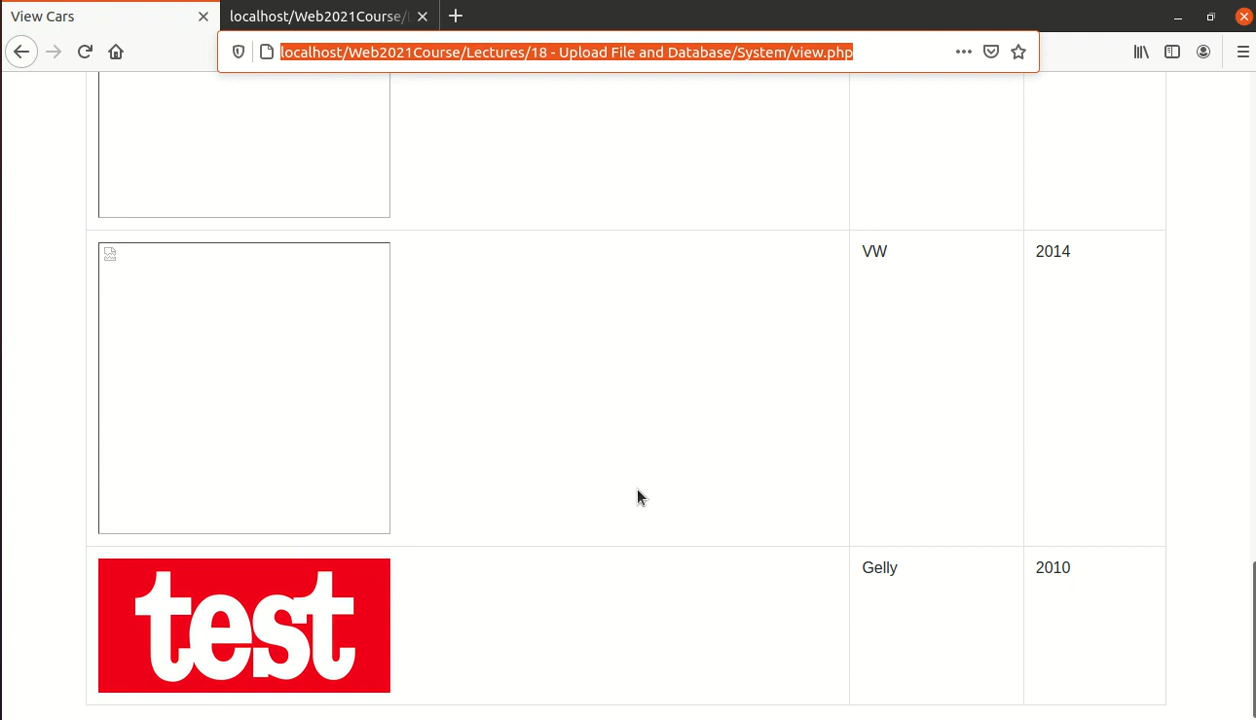 View Cars
localhost/Web2021Course/
localhost/Web2021Course/Lectures/18 - Upload File and Database/System/view.php
VW 2014
test Gelly 2010